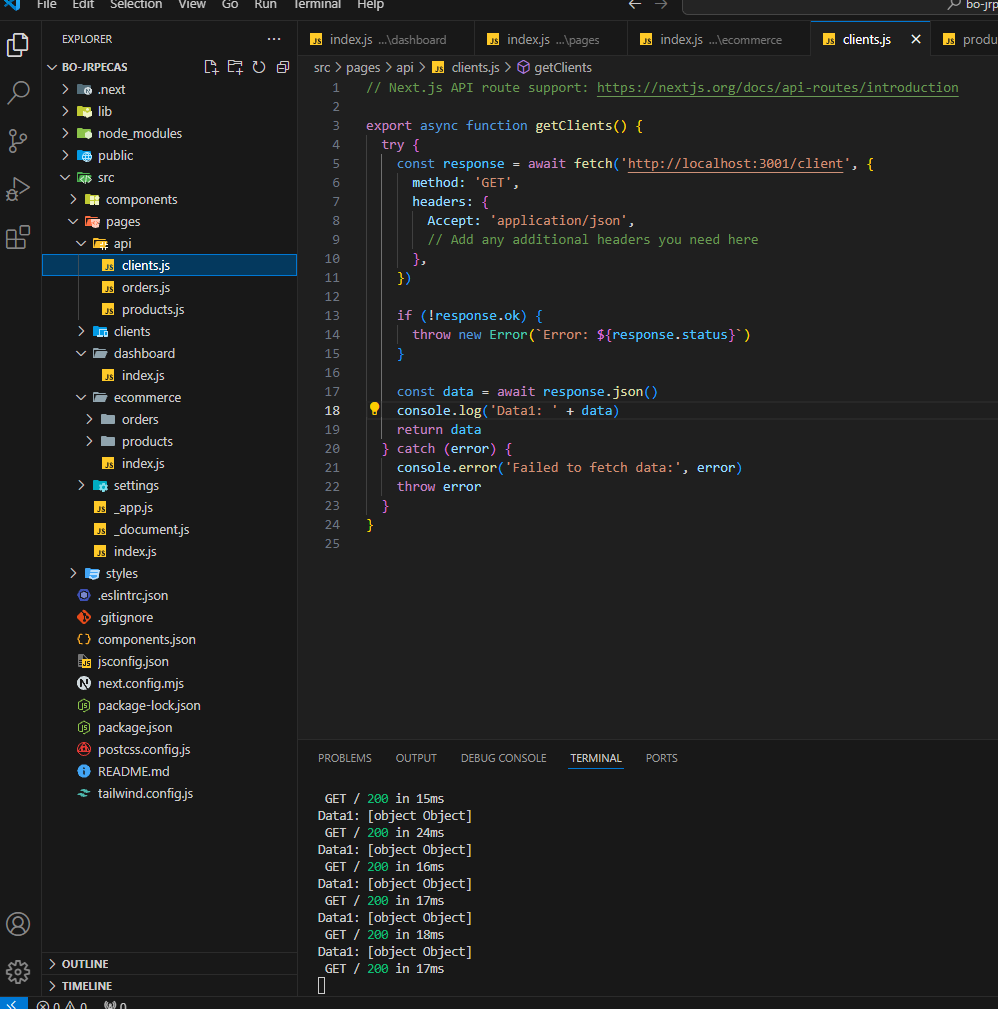 File Edit Selection View Go Run Terminal Help
bo-jrp
EXPLORER
BO-JRPECAS
.next
lib
node_modules
public
src
components
pages
api
clients.js
orders.js
products.js
clients
dashboard
index.js
ecommerce
orders
products
index.js
settings
_app.js
_document.js
index.js
styles
.eslintrc.json
.gitignore
components.json
jsconfig.json
next.config.mjs
package-lock.json
package.json
postcss.config.js
README.md
tailwind.config.js
OUTLINE
TIMELINE
0 0 0
index.js ...\dashboard index.js ...\pages index.js ...\ecommerce clients.js produ
src > pages > api > clients.js > getClients
1 // Next.js API route support: https://nextjs.org/docs/api-routes/introduction
2
3 export async function getClients() {
4 try {
5 const response = await fetch('http://localhost:3001/client', {
6 method: 'GET',
7 headers: {
8 Accept: 'application/json',
9 // Add any additional headers you need here
10 },
11 })
12
13 if (!response.ok) {
14 throw new Error(`Error: ${response.status}`)
15 }
16
17 const data = await response.json()
18 console.log('Data1: ' + data)
19 return data
20 } catch (error) {
21 console.error('Failed to fetch data:', error)
22 throw error
23 }
24 }
25
PROBLEMS OUTPUT DEBUG CONSOLE TERMINAL PORTS
GET / 200 in 15ms
Data1: [object Object]
GET / 200 in 24ms
Data1: [object Object]
GET / 200 in 16ms
Data1: [object Object]
GET / 200 in 17ms
Data1: [object Object]
GET / 200 in 18ms
Data1: [object Object]
GET / 200 in 17ms